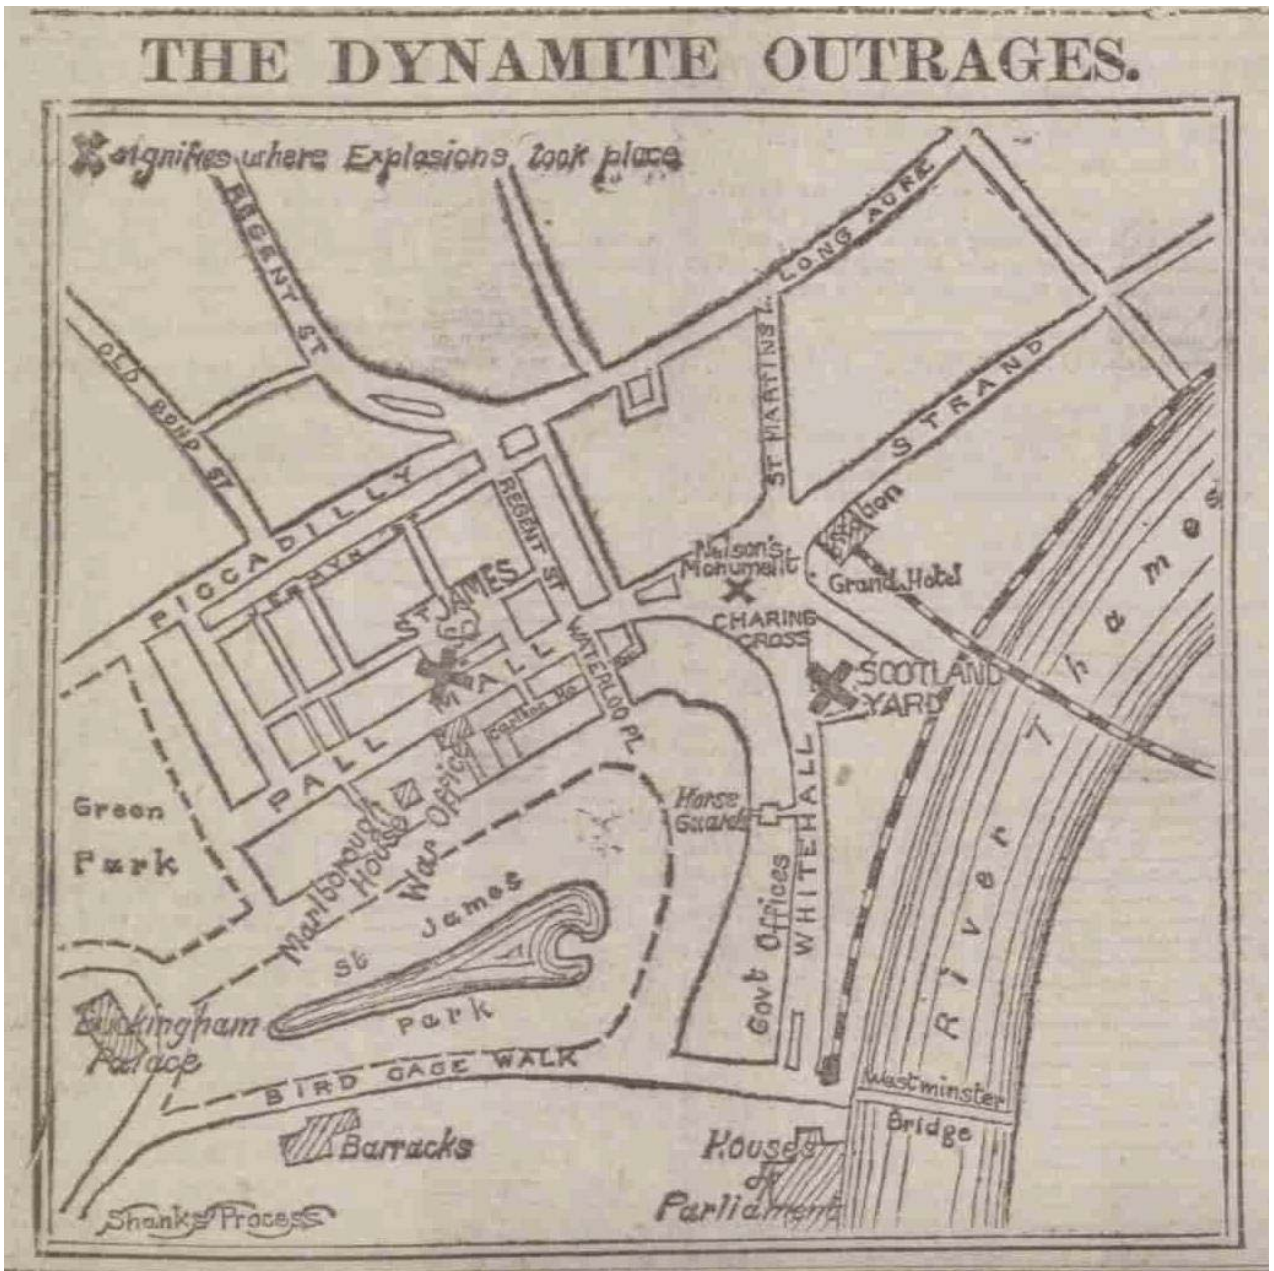 THE DYNAMITE OUTRAGES.
signifies where Explosions took place
REGENT ST
LONG ACRE
OLD BOND ST
ST MARTINS L.
STRAND
PICCADILLY
JERMYN ST
REGENT ST
ST JAMES
SQ
Station
Nelson's
Monument
Grand Hotel
CHARING
CROSS
SCOTLAND
YARD
PALL MALL
WATERLOO PL
Carlton Ho
War Office
Marlborough
House
Green
Park
Horse
Guards
WHITEHALL
Govt Offices
River Thames
St James
Park
Buckingham
Palace
BIRD CAGE WALK
Westminster
Bridge
Barracks
Houses
of
Parliament
Shanks Process